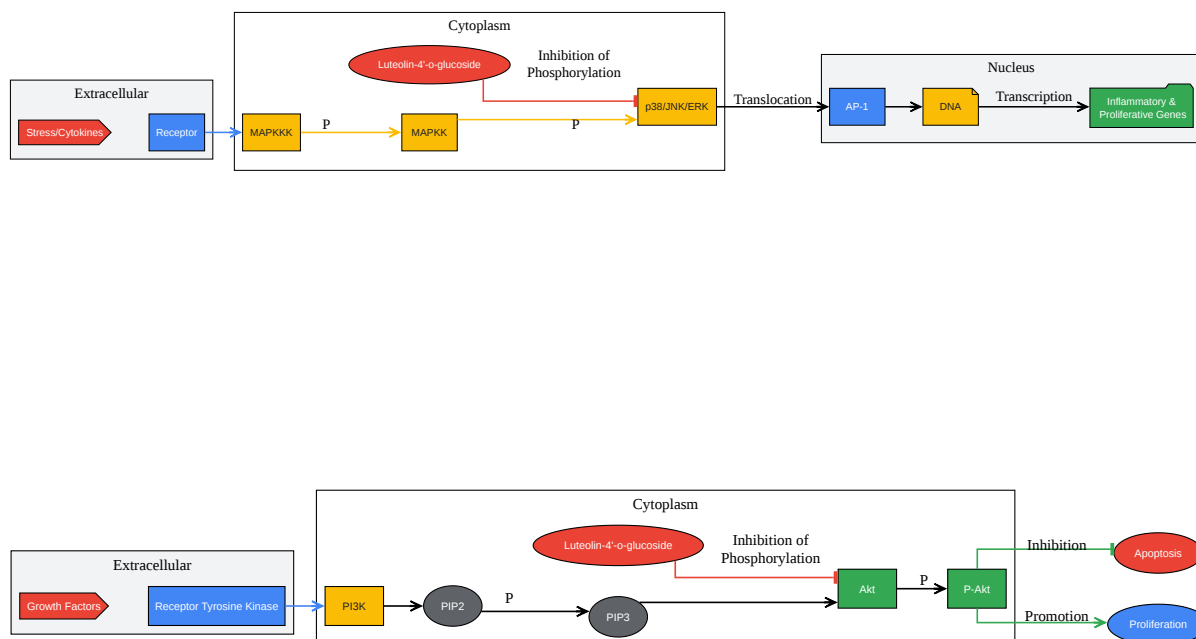 Cytoplasm
Luteolin-4'-o-glucoside
Inhibition of
Phosphorylation
Nucleus
Extracellular
Stress/Cytokines
Receptor
MAPKKK
P
MAPKK
P
p38/JNK/ERK
Translocation
AP-1
DNA
Transcription
Inflammatory &
Proliferative Genes
Cytoplasm
Luteolin-4'-o-glucoside
Inhibition of
Phosphorylation
Inhibition
Apoptosis
Extracellular
Growth Factors
Receptor Tyrosine Kinase
PI3K
PIP2
P
PIP3
Akt
P
P-Akt
Promotion
Proliferation